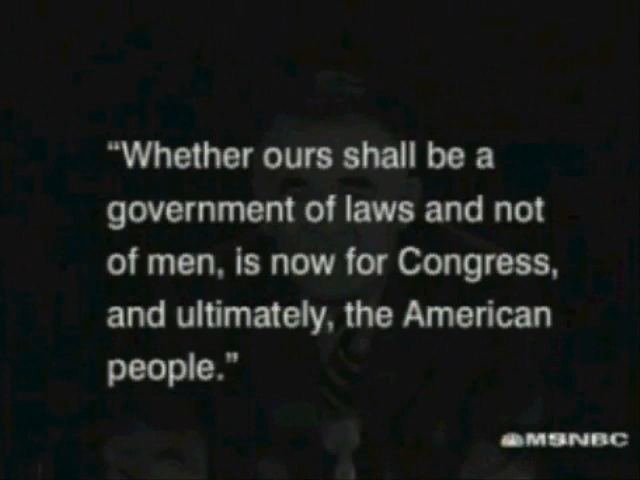 “Whether ours shall be a
government of laws and not
of men, is now for Congress,
and ultimately, the American
people.”
MSNBC